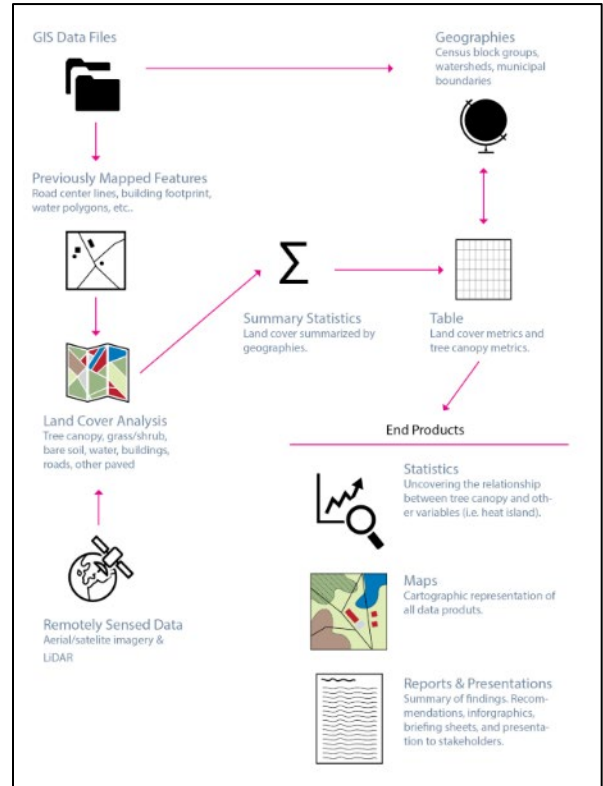 GIS Data Files
Geographies
Census block groups,
watersheds, municipal
boundaries
Previously Mapped Features
Road center lines, building footprint,
water polygons, etc..
Σ
Summary Statistics
Land cover summarized by
geographies.
Table
Land cover metrics and
tree canopy metrics.
Land Cover Analysis
Tree canopy, grass/shrub,
bare soil, water, buildings,
roads, other paved
Remotely Sensed Data
Aerial/satelite imagery &
LiDAR
End Products
Statistics
Uncovering the relationship
between tree canopy and oth-
er variables (i.e. heat island).
Maps
Cartographic representation of
all data produts.
Reports & Presentations
Summary of findings. Recom-
mendations, inforgraphics,
briefing sheets, and presenta-
tion to stakeholders.